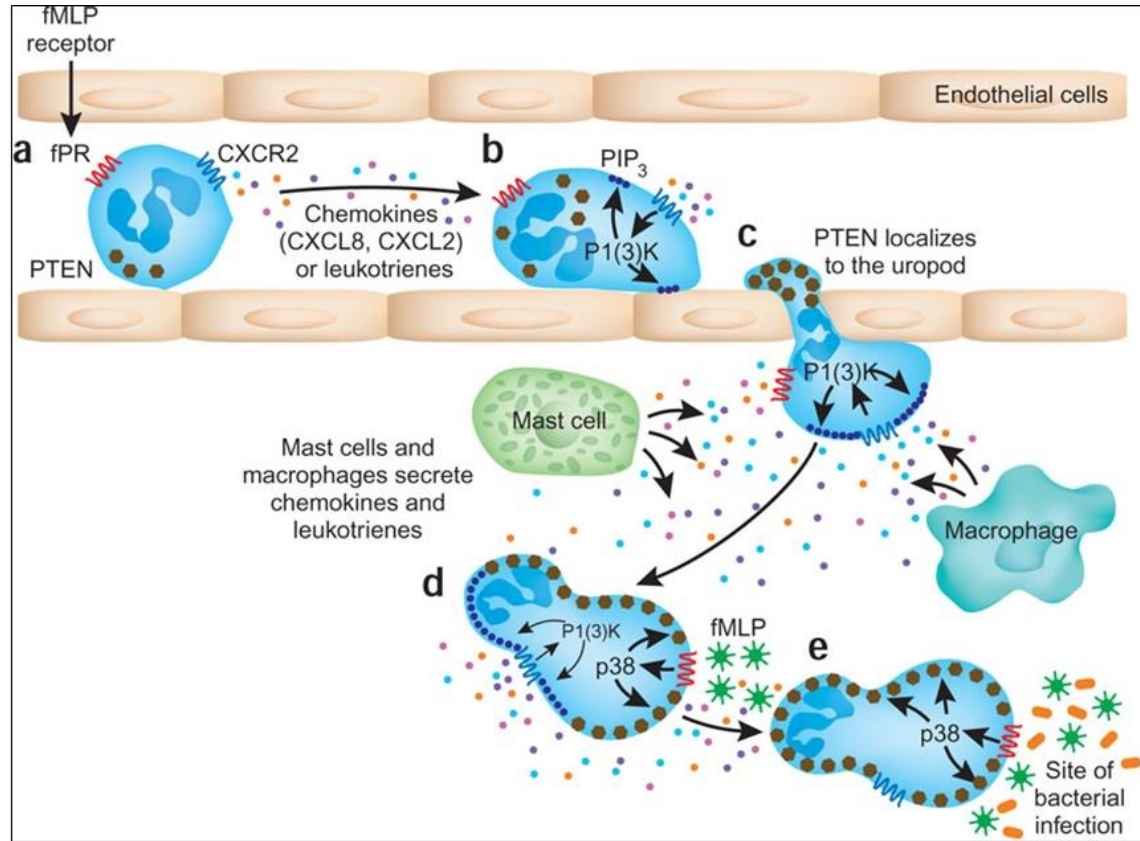 fMLP
receptor
Endothelial cells
a
fPR
CXCR2
PTEN
Chemokines
(CXCL8, CXCL2)
or leukotrienes
b
PIP3
P1(3)K
c
PTEN localizes
to the uropod
P1(3)K
Mast cell
Mast cells and
macrophages secrete
chemokines and
leukotrienes
Macrophage
d
P1(3)K
p38
fMLP
e
p38
Site of
bacterial
infection